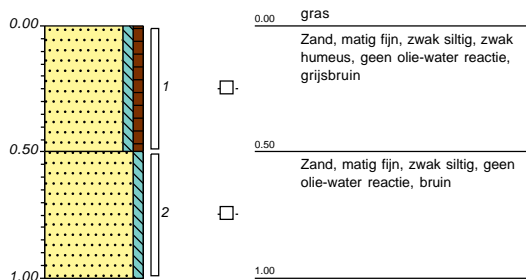 gras
0.00
0.00
Zand, matig fijn, zwak siltig, zwak
humeus, geen olie-water reactie,
grijsbruin
1
0.50
0.50
Zand, matig fijn, zwak siltig, geen
olie-water reactie, bruin
2
1.00
1.00